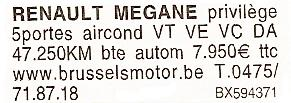 RENAULT MEGANE privilège
5portes aircond VT VE VC DA
47.250KM bte autom 7.950€ ttc
www.brusselsmotor.be T.0475/
71.87.18 BX594371